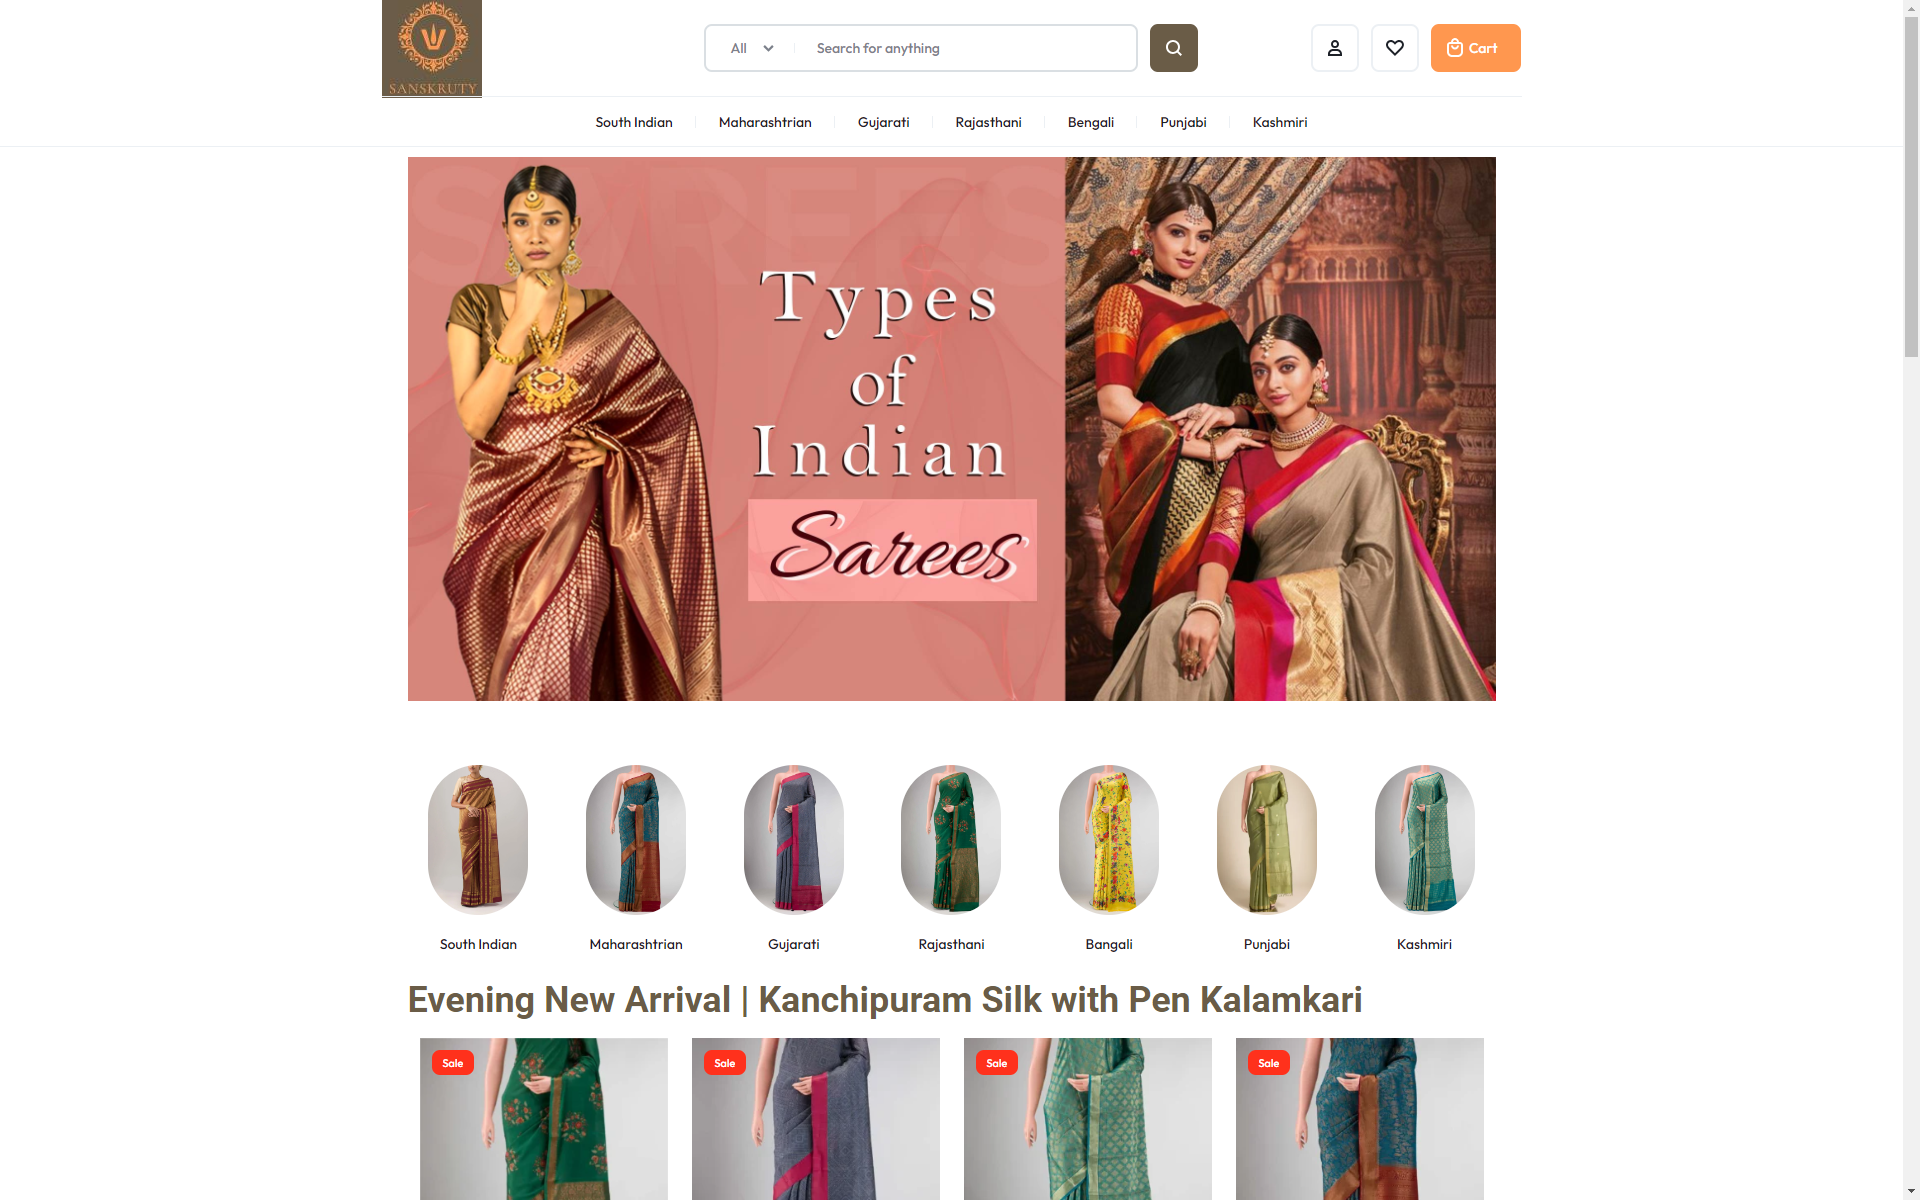 SANSKRUTY
All
Search for anything
Cart
South Indian
Maharashtrian
Gujarati
Rajasthani
Bengali
Punjabi
Kashmiri
SAREES
Types
of
Indian
Sarees
South Indian
Maharashtrian
Gujarati
Rajasthani
Bangali
Punjabi
Kashmiri
Evening New Arrival | Kanchipuram Silk with Pen Kalamkari
Sale
Sale
Sale
Sale